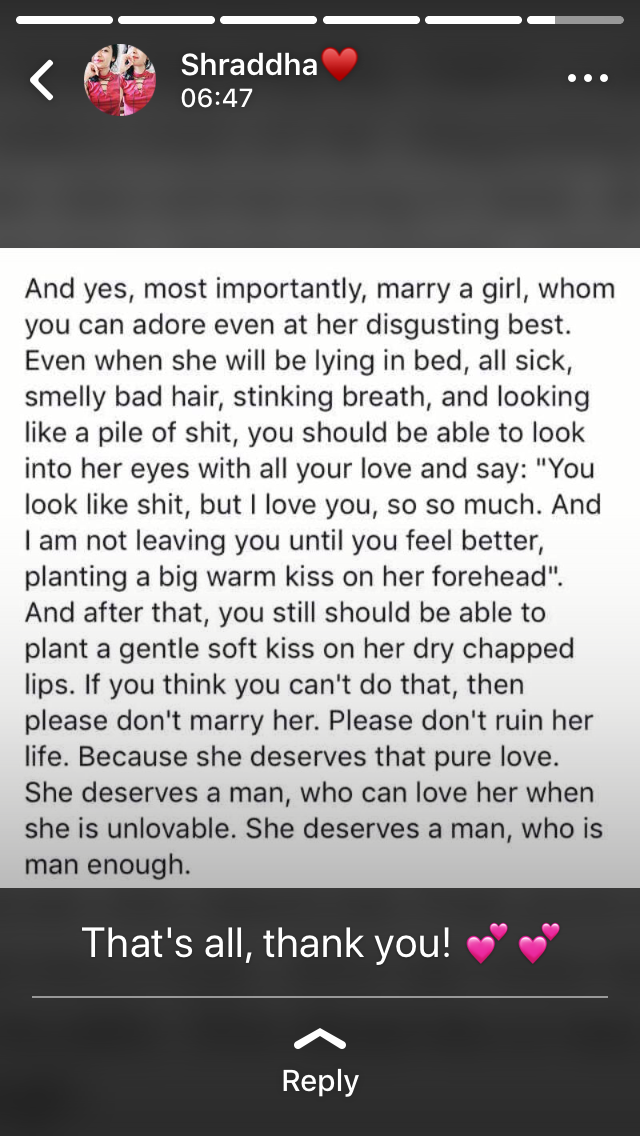 Shraddha❤️
06:47
And yes, most importantly, marry a girl, whom
you can adore even at her disgusting best.
Even when she will be lying in bed, all sick,
smelly bad hair, stinking breath, and looking
like a pile of shit, you should be able to look
into her eyes with all your love and say: "You
look like shit, but I love you, so so much. And
I am not leaving you until you feel better,
planting a big warm kiss on her forehead".
And after that, you still should be able to
plant a gentle soft kiss on her dry chapped
lips. If you think you can't do that, then
please don't marry her. Please don't ruin her
life. Because she deserves that pure love.
She deserves a man, who can love her when
she is unlovable. She deserves a man, who is
man enough.
That's all, thank you! 💕 💕
Reply